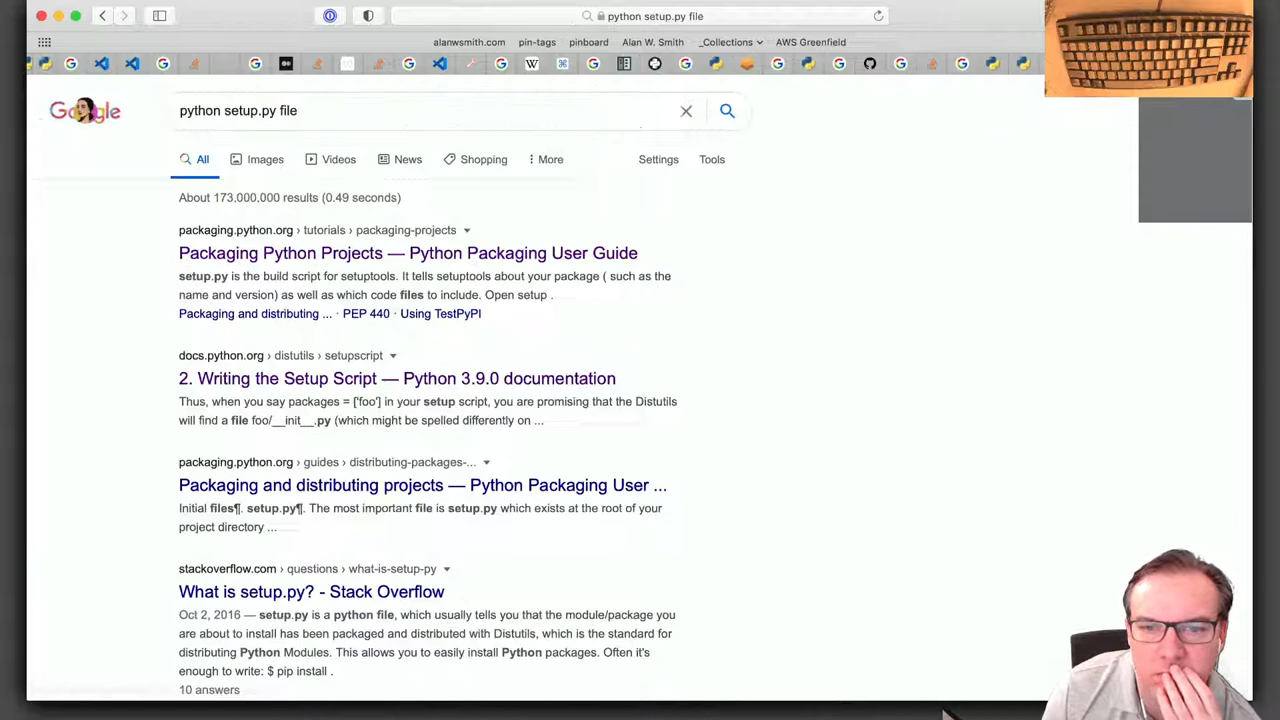 python setup.py file
alanwsmith.com pin-tags pinboard Alan W. Smith _Collections AWS Greenfield
Google
python setup.py file
All Images Videos News Shopping More Settings Tools
About 173,000,000 results (0.49 seconds)
packaging.python.org › tutorials › packaging-projects
Packaging Python Projects — Python Packaging User Guide
setup.py is the build script for setuptools. It tells setuptools about your package ( such as the
name and version) as well as which code files to include. Open setup .
Packaging and distributing ... · PEP 440 · Using TestPyPI
docs.python.org › distutils › setupscript
2. Writing the Setup Script — Python 3.9.0 documentation
Thus, when you say packages = ['foo'] in your setup script, you are promising that the Distutils
will find a file foo/__init__.py (which might be spelled differently on ...
packaging.python.org › guides › distributing-packages-...
Packaging and distributing projects — Python Packaging User ...
Initial files¶. setup.py¶. The most important file is setup.py which exists at the root of your
project directory ...
stackoverflow.com › questions › what-is-setup-py
What is setup.py? - Stack Overflow
Oct 2, 2016 — setup.py is a python file, which usually tells you that the module/package you
are about to install has been packaged and distributed with Distutils, which is the standard for
distributing Python Modules. This allows you to easily install Python packages. Often it's
enough to write: $ pip install .
10 answers